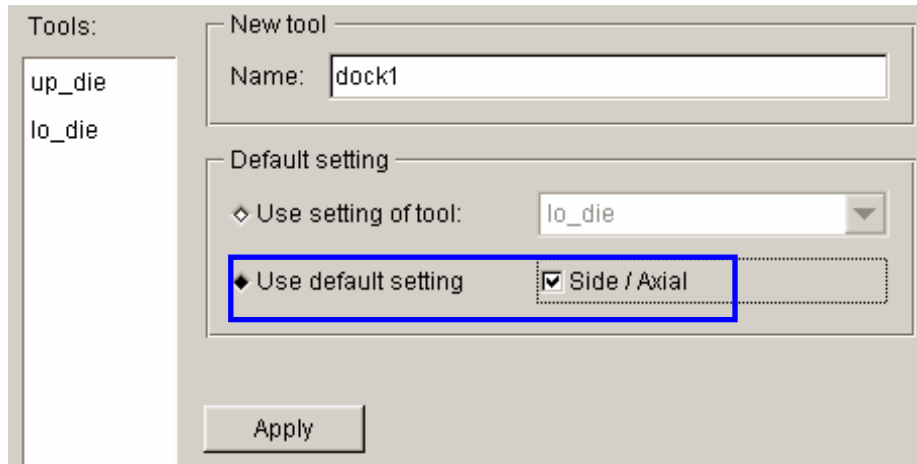 Tools:
up_die
lo_die
New tool
Name: dock1
Default setting
Use setting of tool: lo_die
Use default setting Side / Axial
Apply